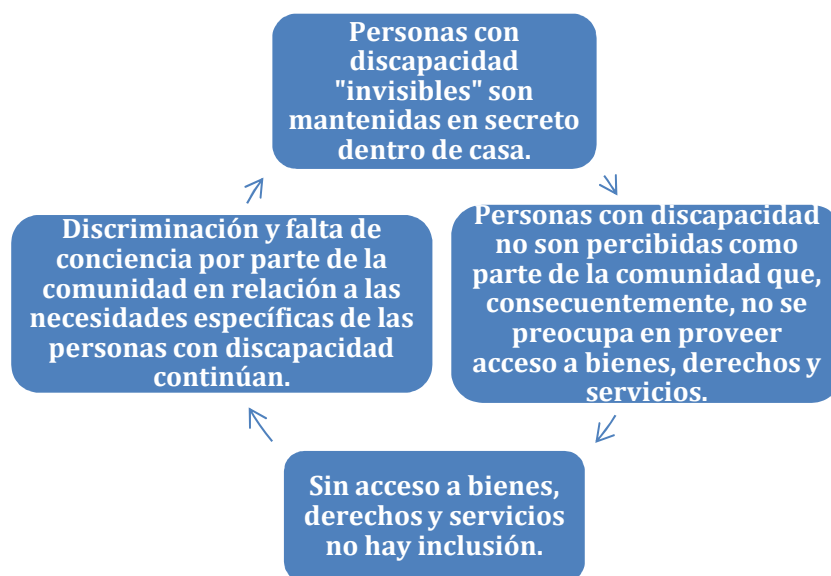 Personas con
discapacidad
"invisibles" son
mantenidas en secreto
dentro de casa.
Personas con discapacidad
no son percibidas como
parte de la comunidad que,
consecuentemente, no se
preocupa en proveer
acceso a bienes, derechos y
servicios.
Sin acceso a bienes,
derechos y servicios
no hay inclusión.
Discriminación y falta de
conciencia por parte de la
comunidad en relación a las
necesidades específicas de las
personas con discapacidad
continúan.